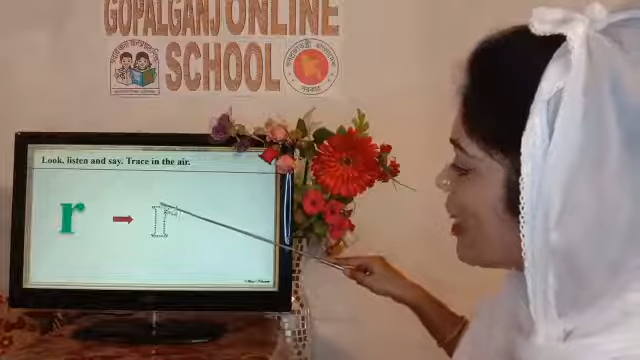 GOPALGANJ ONLINE
SCHOOL
Look, listen and say. Trace in the air.
r
r